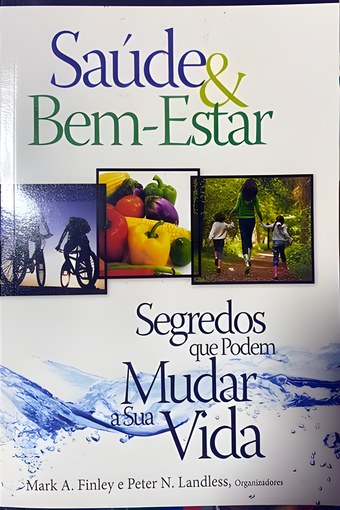 Saúde &
Bem-Estar
Segredos
que Podem
Mudar
a Sua
Vida
Mark A. Finley e Peter N. Landless, Organizadores